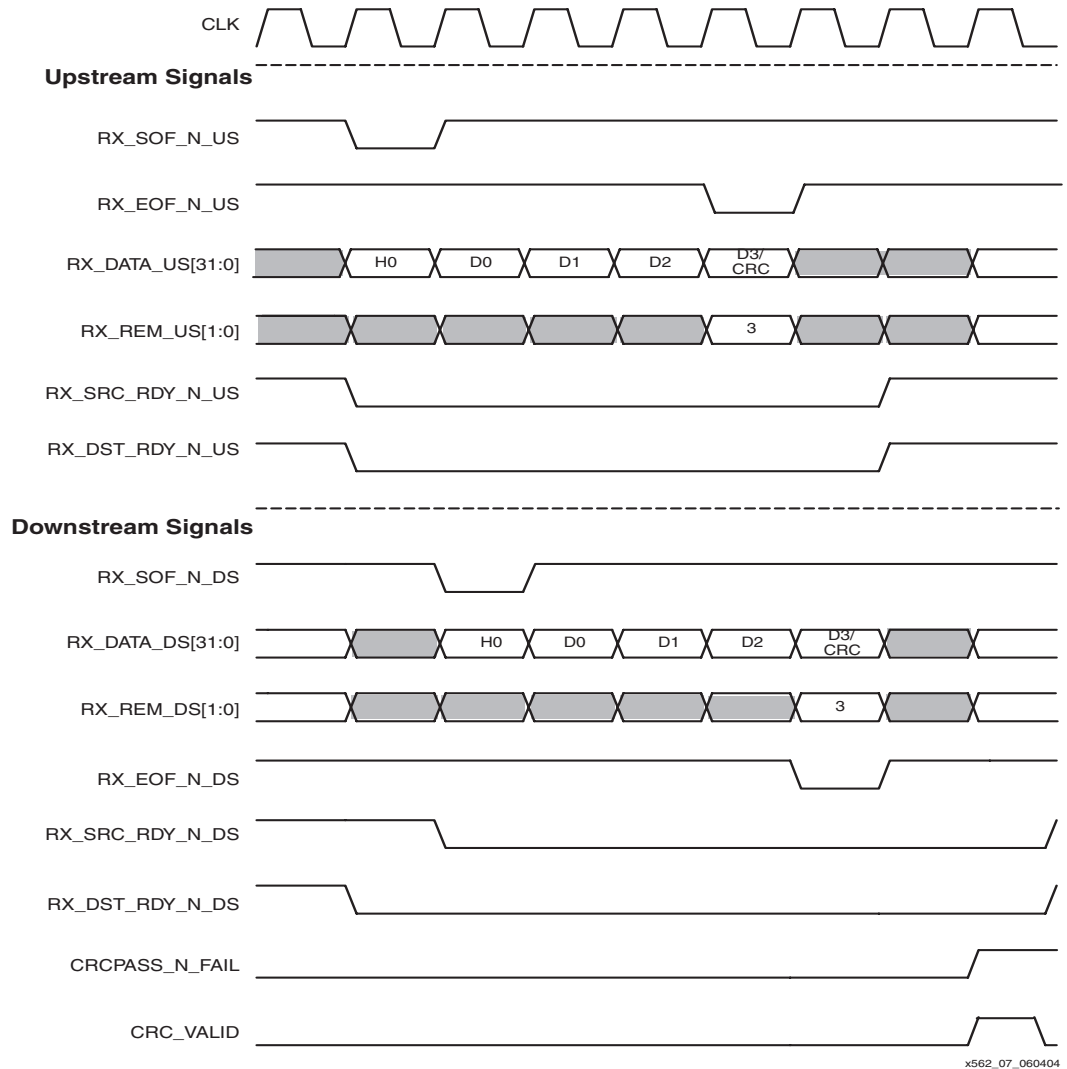 CLK
Upstream Signals
RX_SOF_N_US
RX_EOF_N_US
RX_DATA_US[31:0]
H0 D0 D1 D2 D3/
CRC
RX_REM_US[1:0]
3
RX_SRC_RDY_N_US
RX_DST_RDY_N_US
Downstream Signals
RX_SOF_N_DS
RX_DATA_DS[31:0]
H0 D0 D1 D2 D3/
CRC
RX_REM_DS[1:0]
3
RX_EOF_N_DS
RX_SRC_RDY_N_DS
RX_DST_RDY_N_DS
CRCPASS_N_FAIL
CRC_VALID
x562_07_060404